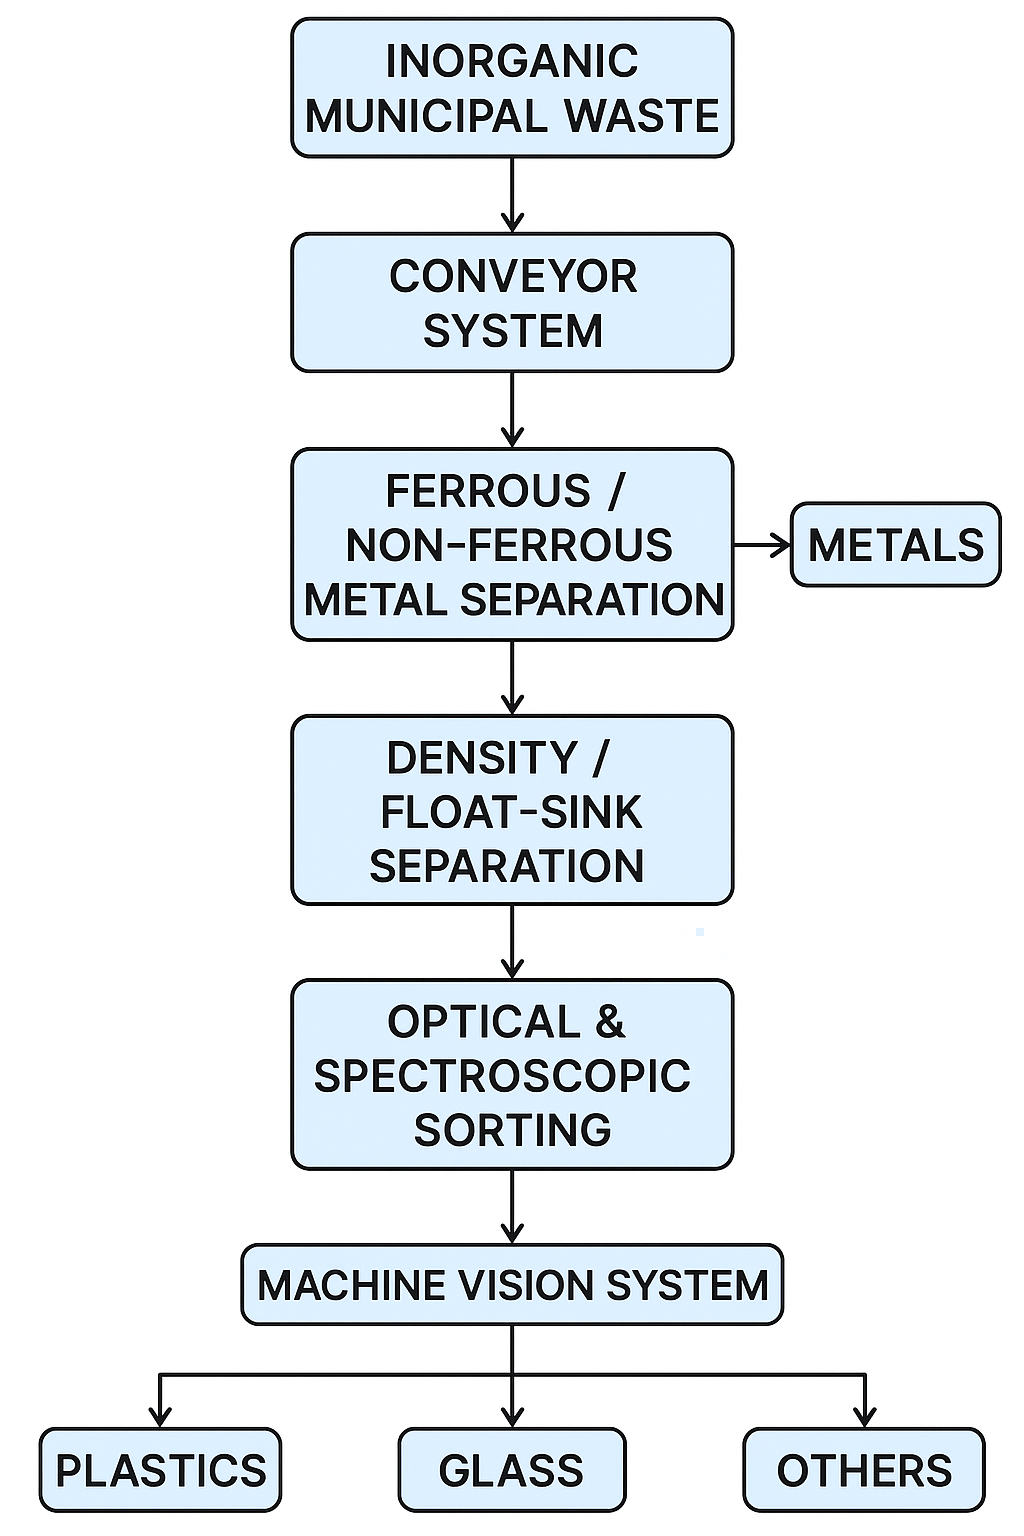 INORGANIC
MUNICIPAL WASTE
CONVEYOR
SYSTEM
FERROUS /
NON-FERROUS
METAL SEPARATION
METALS
DENSITY /
FLOAT-SINK
SEPARATION
OPTICAL &
SPECTROSCOPIC
SORTING
MACHINE VISION SYSTEM
PLASTICS
GLASS
OTHERS